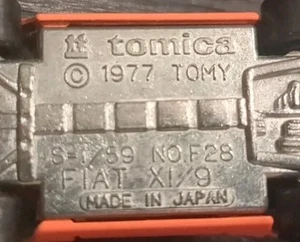 tomica
© 1977 TOMY
S=1/59 NO.F28
FIAT X1/9
(MADE IN JAPAN)